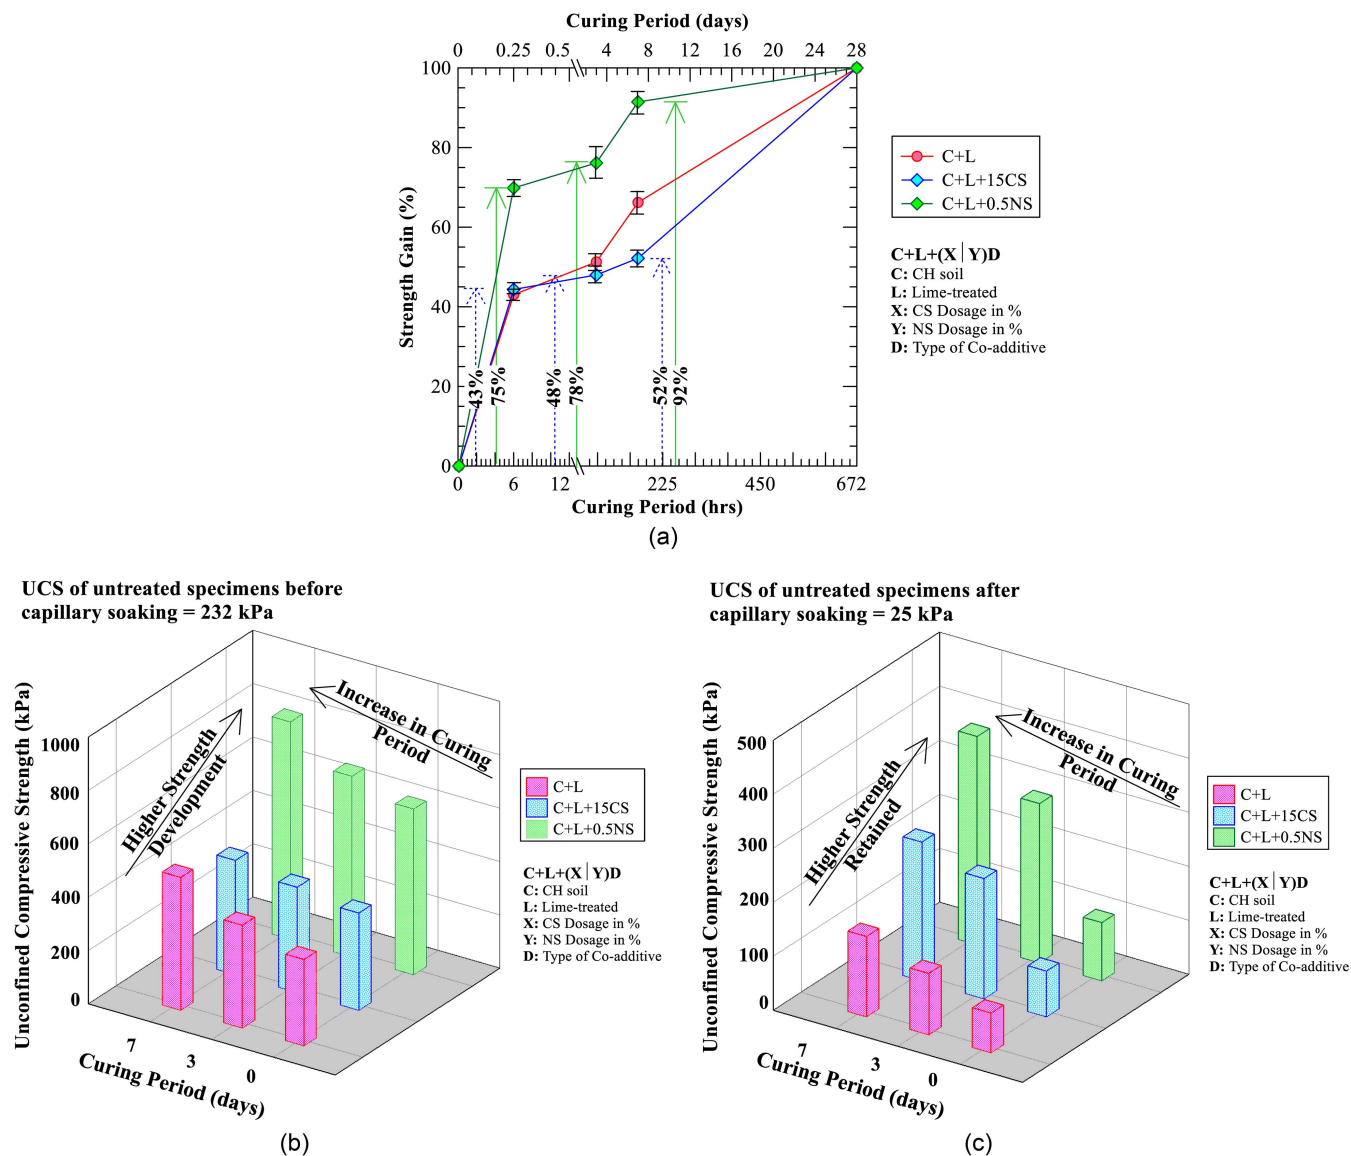 Curing Period (days)
0 0.25 0.5 4 8 12 16 20 24 28
Strength Gain (%)
100
80
60
40
20
0
43%
75%
48%
78%
52%
92%
0 6 12 225 450 672
Curing Period (hrs)
C+L
C+L+15CS
C+L+0.5NS
C+L+(X|Y)D
C: CH soil
L: Lime-treated
X: CS Dosage in %
Y: NS Dosage in %
D: Type of Co-additive
(a)
UCS of untreated specimens before
capillary soaking = 232 kPa
Unconfined Compressive Strength (kPa)
1000
800
600
400
200
0
Higher Strength
Development
Increase in Curing
Period
7
3
0
Curing Period (days)
C+L
C+L+15CS
C+L+0.5NS
C+L+(X|Y)D
C: CH soil
L: Lime-treated
X: CS Dosage in %
Y: NS Dosage in %
D: Type of Co-additive
(b)
UCS of untreated specimens after
capillary soaking = 25 kPa
Unconfined Compressive Strength (kPa)
500
400
300
200
100
0
Higher Strength
Retained
Increase in Curing
Period
7
3
0
Curing Period (days)
C+L
C+L+15CS
C+L+0.5NS
C+L+(X|Y)D
C: CH soil
L: Lime-treated
X: CS Dosage in %
Y: NS Dosage in %
D: Type of Co-additive
(c)